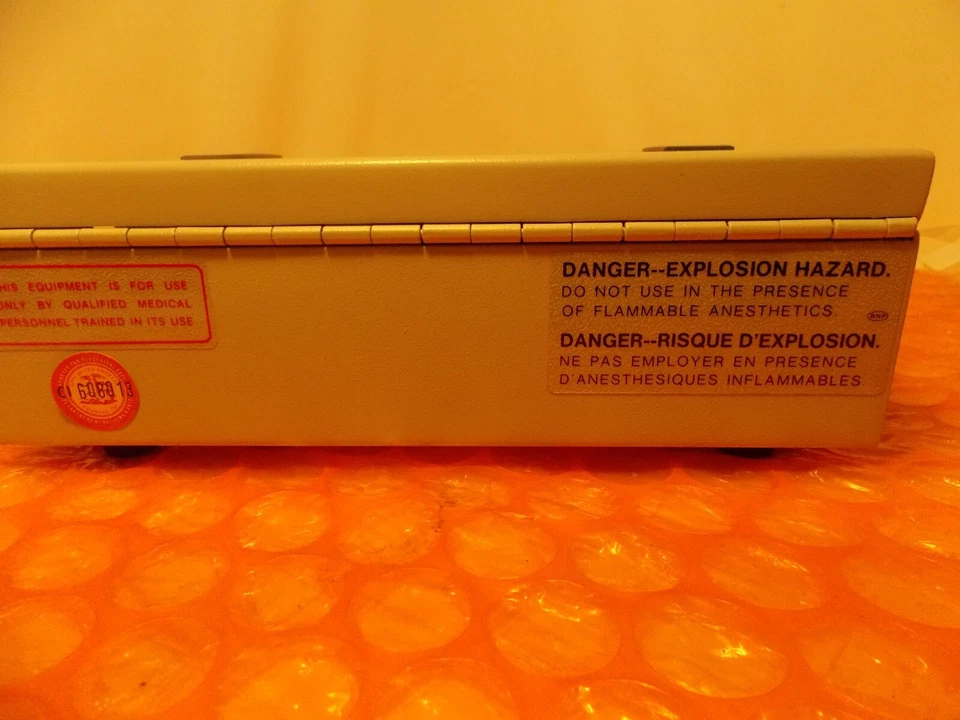 HIS EQUIPMENT IS FOR USE
ONLY BY QUALIFIED MEDICAL
PERSONNEL TRAINED IN ITS USE
608013
DANGER--EXPLOSION HAZARD.
DO NOT USE IN THE PRESENCE
OF FLAMMABLE ANESTHETICS.
DANGER--RISQUE D'EXPLOSION.
NE PAS EMPLOYER EN PRESENCE
D'ANESTHESIQUES INFLAMMABLES